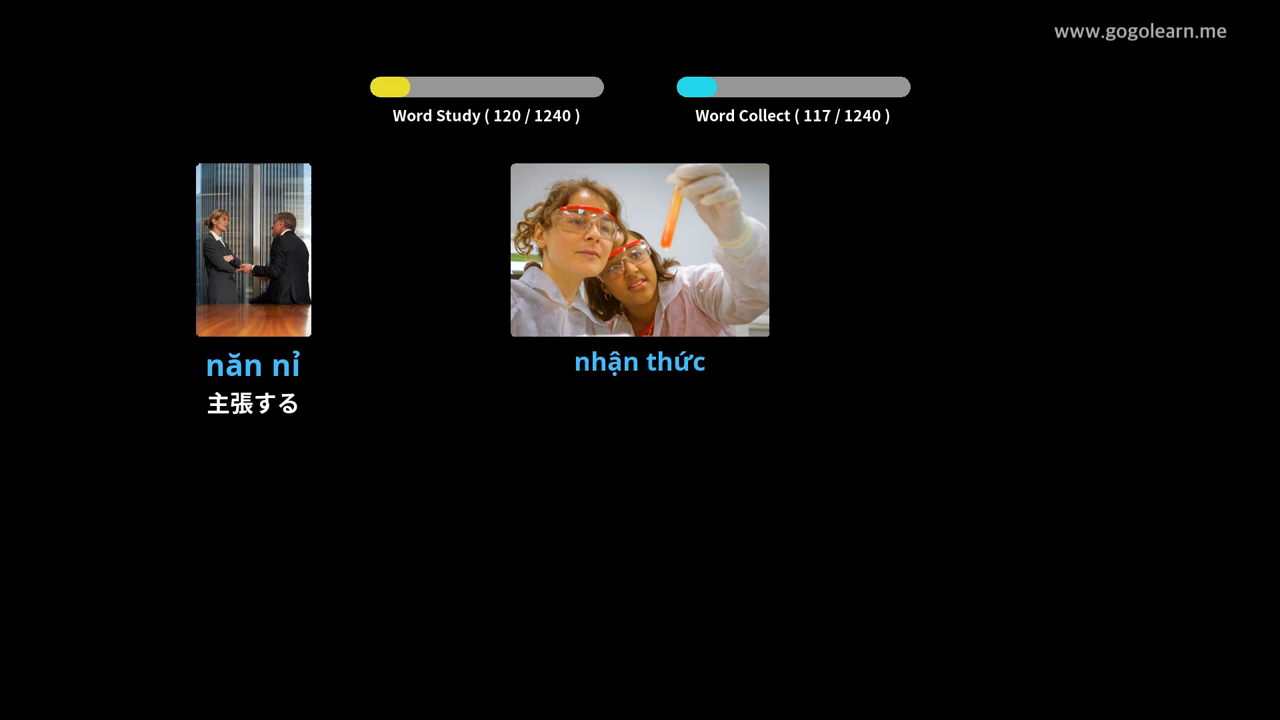 www.gogolearn.me
Word Study ( 120 / 1240 )
Word Collect ( 117 / 1240 )
năn nỉ
主張する
nhận thức